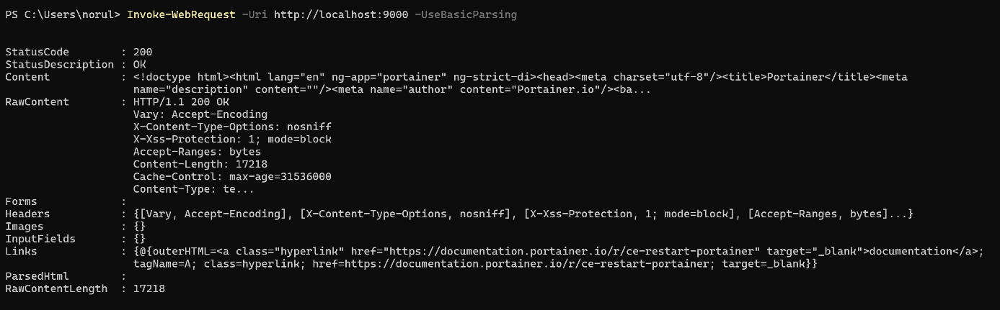 PS C:\Users\norul> Invoke-WebRequest -Uri http://localhost:9000 -UseBasicParsing
StatusCode        : 200
StatusDescription : OK
Content           : <!doctype html><html lang="en" ng-app="portainer" ng-strict-di><head><meta charset="utf-8"/><title>Portainer</title><meta
                    name="description" content=""/><meta name="author" content="Portainer.io"/><ba...
RawContent        : HTTP/1.1 200 OK
                    Vary: Accept-Encoding
                    X-Content-Type-Options: nosniff
                    X-Xss-Protection: 1; mode=block
                    Accept-Ranges: bytes
                    Content-Length: 17218
                    Cache-Control: max-age=31536000
                    Content-Type: te...
Forms             :
Headers           : {[Vary, Accept-Encoding], [X-Content-Type-Options, nosniff], [X-Xss-Protection, 1; mode=block], [Accept-Ranges, bytes]...}
Images            : {}
InputFields       : {}
Links             : {@{outerHTML=<a class="hyperlink" href="https://documentation.portainer.io/r/ce-restart-portainer" target="_blank">documentation</a>;
                    tagName=A; class=hyperlink; href=https://documentation.portainer.io/r/ce-restart-portainer; target=_blank}}
ParsedHtml        :
RawContentLength  : 17218